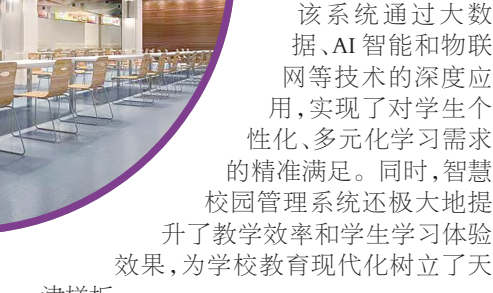 该系统通过大数
据、AI 智能和物联
网等技术的深度应
用,实现了对学生个
性化、多元化学习需求
的精准满足。同时,智慧
校园管理系统还极大地提
升了教学效率和学生学习体验
效果,为学校教育现代化树立了天
津样板